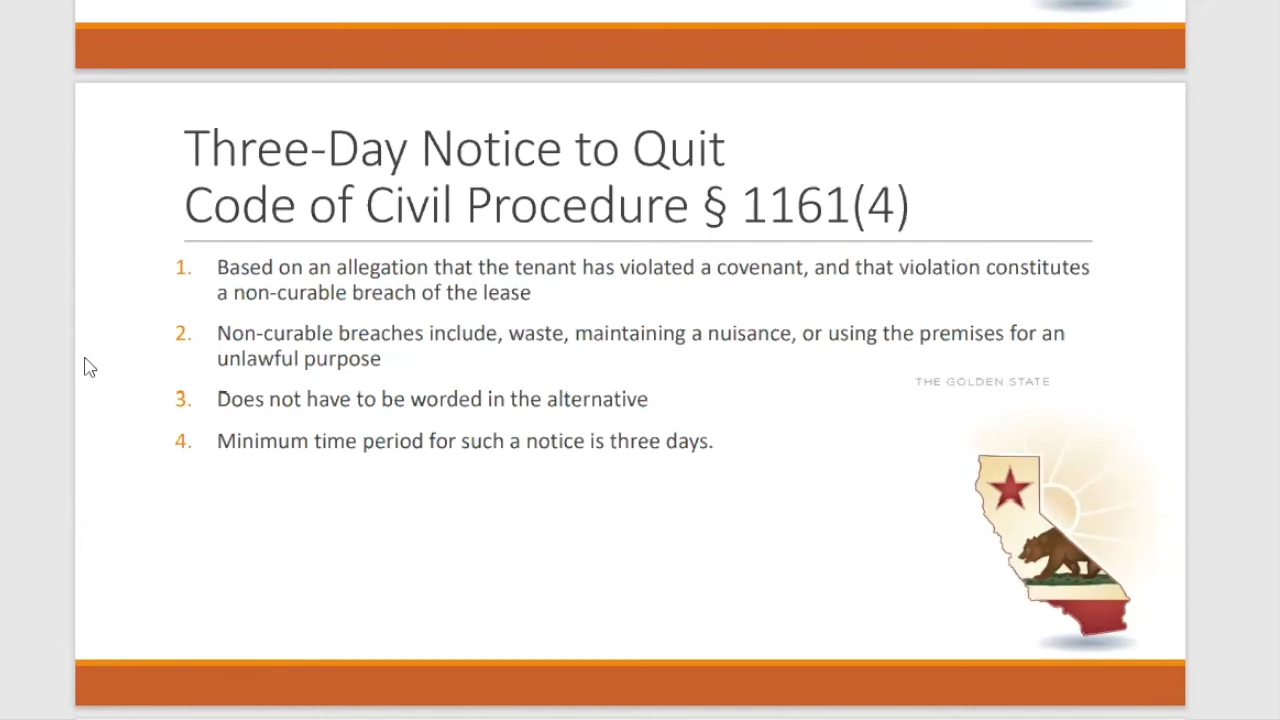 Three-Day Notice to Quit
Code of Civil Procedure § 1161(4)
1. Based on an allegation that the tenant has violated a covenant, and that violation constitutes
a non-curable breach of the lease
2. Non-curable breaches include, waste, maintaining a nuisance, or using the premises for an
unlawful purpose
3. Does not have to be worded in the alternative
4. Minimum time period for such a notice is three days.
THE GOLDEN STATE